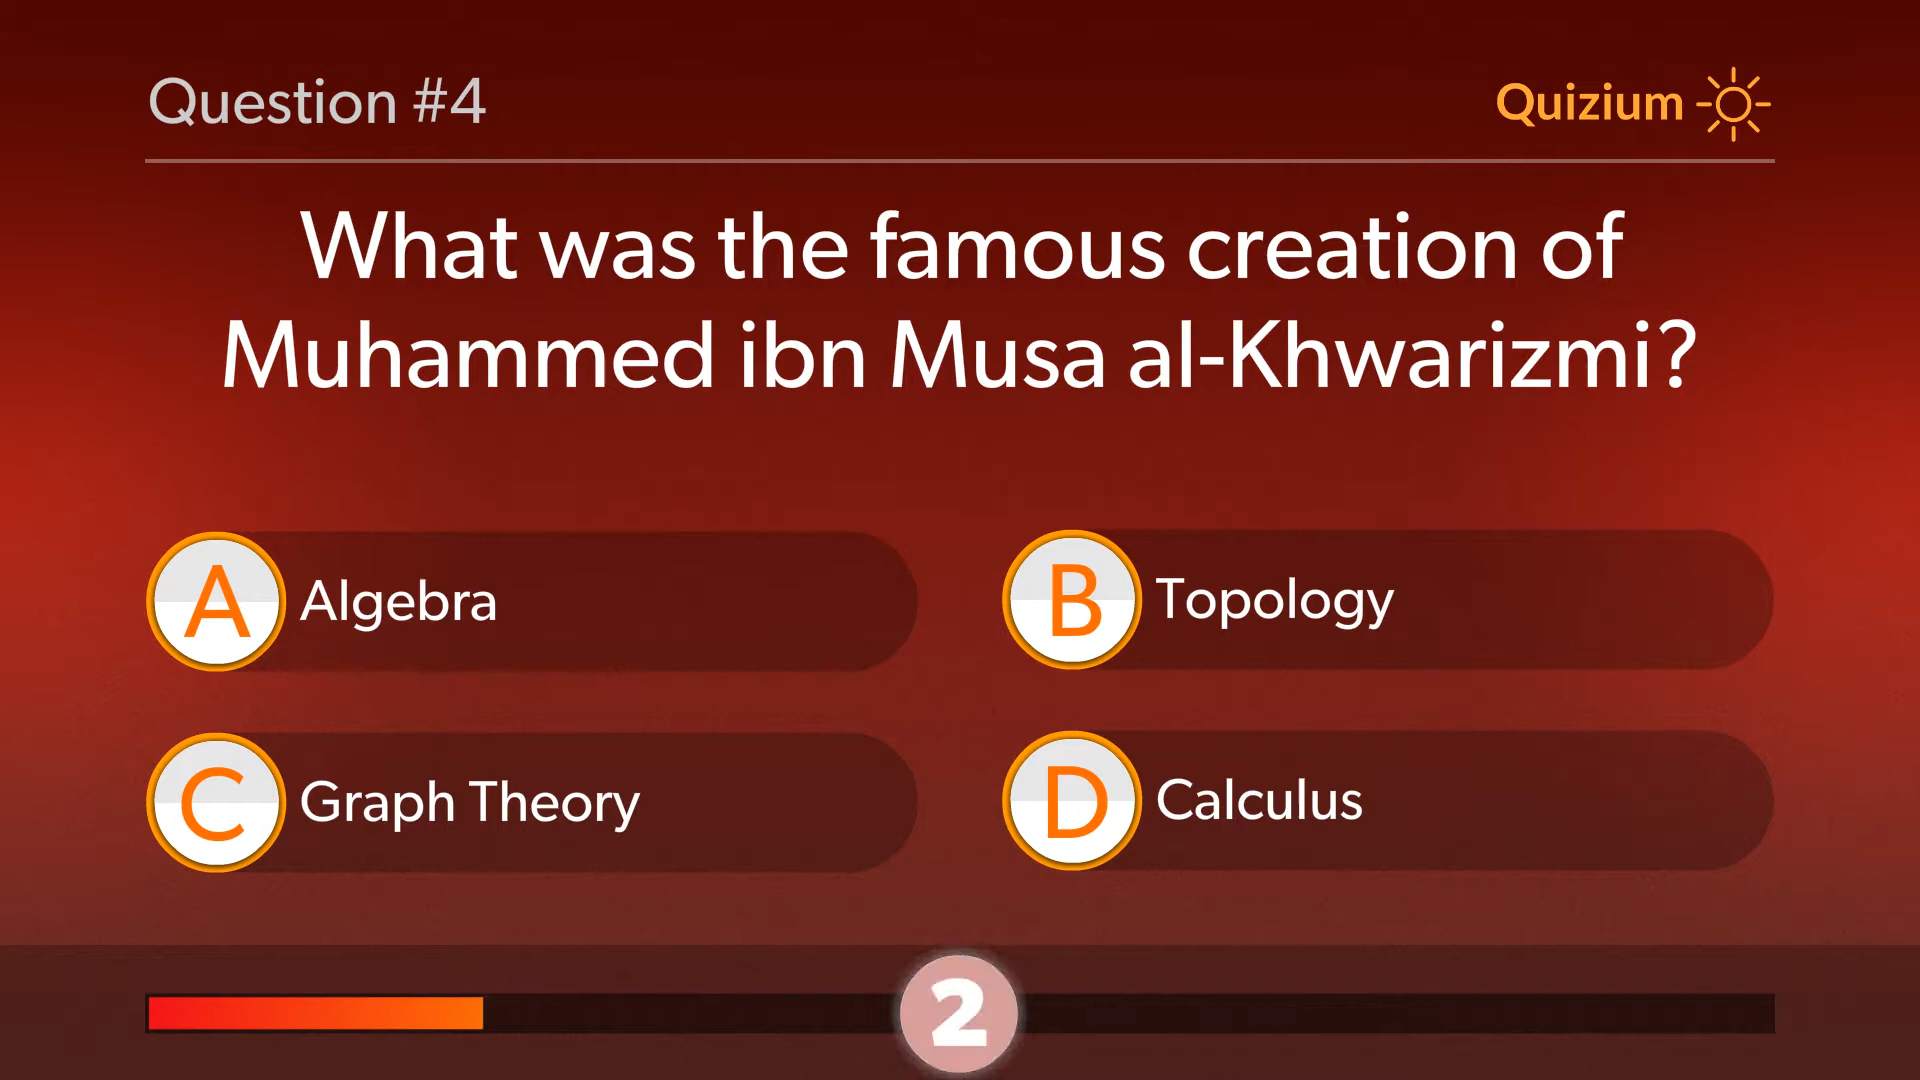 Question #4
Quizium
What was the famous creation of
Muhammed ibn Musa al-Khwarizmi?
A Algebra
B Topology
C Graph Theory
D Calculus
2